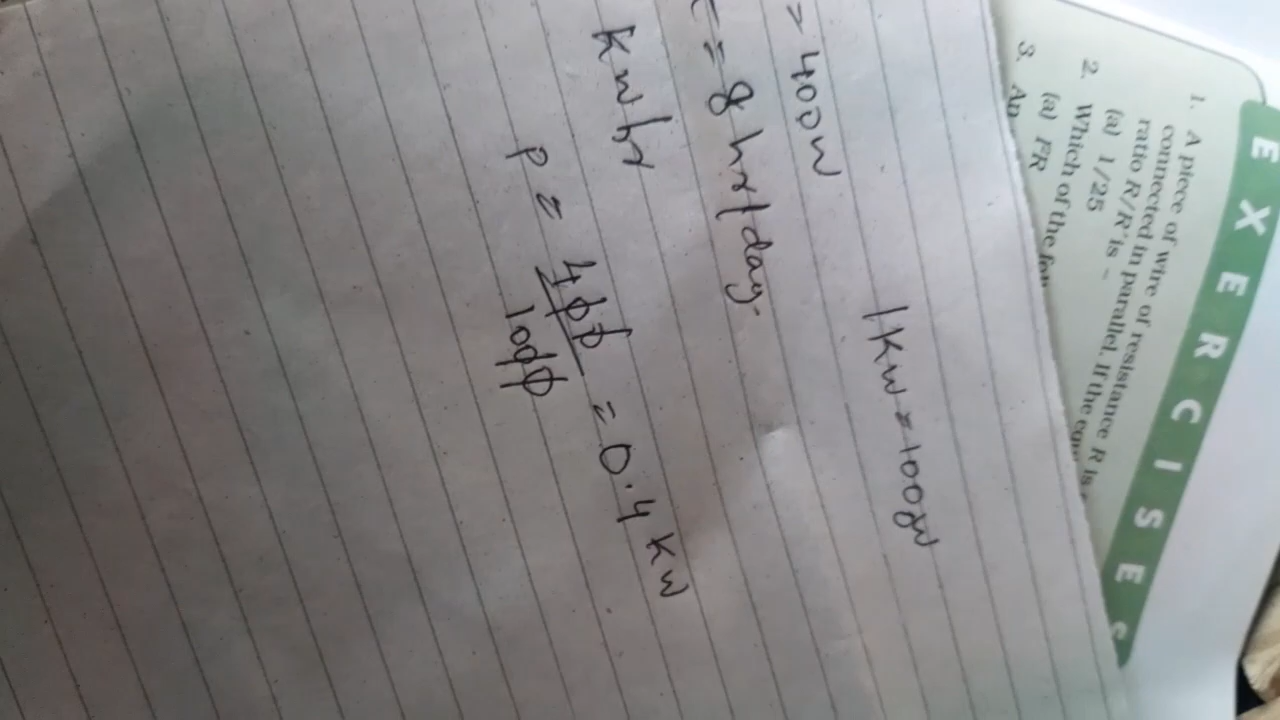 EXERCISES
1. A piece of wire of resistance R is
connected in parallel. If the
ratio R/R' is -
(a) 1/25
2. Which of the
(a) I²R
3. An
= 400W
1KW = 1000W
t = 8 hr/day.
Kwhr
P = 400/1000 = 0.4 KW